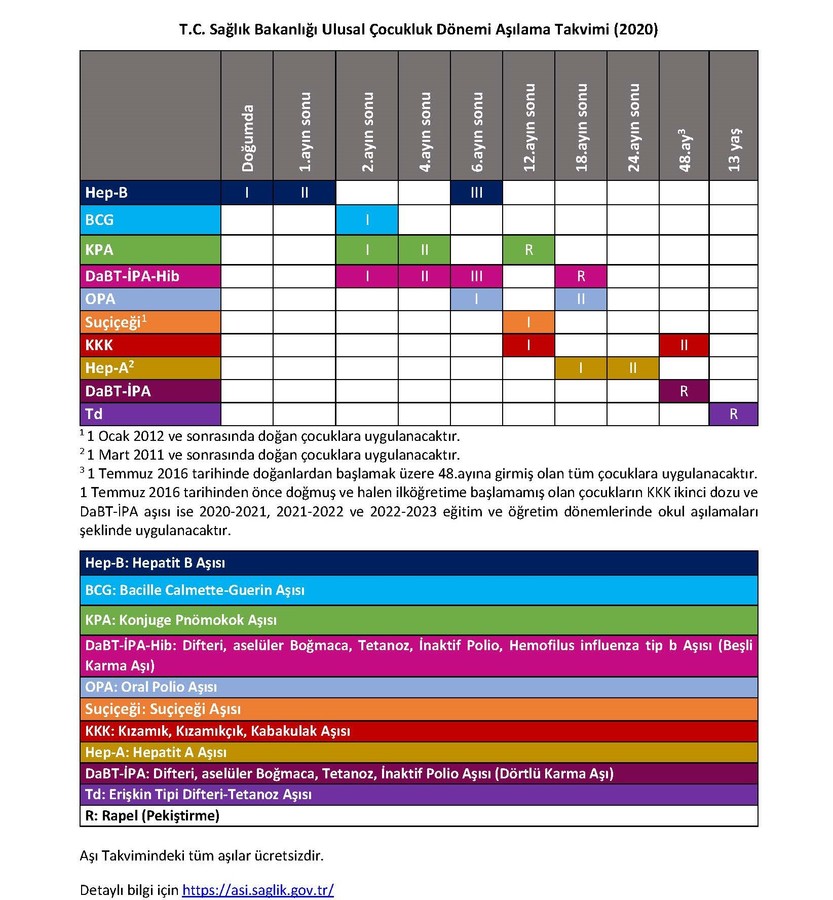 T.C. Sağlık Bakanlığı Ulusal Çocukluk Dönemi Aşılama Takvimi (2020)
Doğumda 1.ayın sonu 2.ayın sonu 4.ayın sonu 6.ayın sonu 12.ayın sonu 18.ayın sonu 24.ayın sonu 48.ay³ 13 yaş
Hep-B I II III
BCG I
KPA I II R
DaBT-İPA-Hib I II III R
OPA I II
Suçiçeği¹ I
KKK I II
Hep-A² I II
DaBT-İPA R
Td R
¹ 1 Ocak 2012 ve sonrasında doğan çocuklara uygulanacaktır.
² 1 Mart 2011 ve sonrasında doğan çocuklara uygulanacaktır.
³ 1 Temmuz 2016 tarihinde doğanlardan başlamak üzere 48.ayına girmiş olan tüm çocuklara uygulanacaktır.
1 Temmuz 2016 tarihinden önce doğmuş ve halen ilköğretime başlamamış olan çocukların KKK ikinci dozu ve
DaBT-İPA aşısı ise 2020-2021, 2021-2022 ve 2022-2023 eğitim ve öğretim dönemlerinde okul aşılamaları
şeklinde uygulanacaktır.
Hep-B: Hepatit B Aşısı
BCG: Bacille Calmette-Guerin Aşısı
KPA: Konjuge Pnömokok Aşısı
DaBT-İPA-Hib: Difteri, aselüler Boğmaca, Tetanoz, İnaktif Polio, Hemofilus influenza tip b Aşısı (Beşli
Karma Aşı)
OPA: Oral Polio Aşısı
Suçiçeği: Suçiçeği Aşısı
KKK: Kızamık, Kızamıkçık, Kabakulak Aşısı
Hep-A: Hepatit A Aşısı
DaBT-İPA: Difteri, aselüler Boğmaca, Tetanoz, İnaktif Polio Aşısı (Dörtlü Karma Aşı)
Td: Erişkin Tipi Difteri-Tetanoz Aşısı
R: Rapel (Pekiştirme)
Aşı Takvimindeki tüm aşılar ücretsizdir.
Detaylı bilgi için https://asi.saglik.gov.tr/